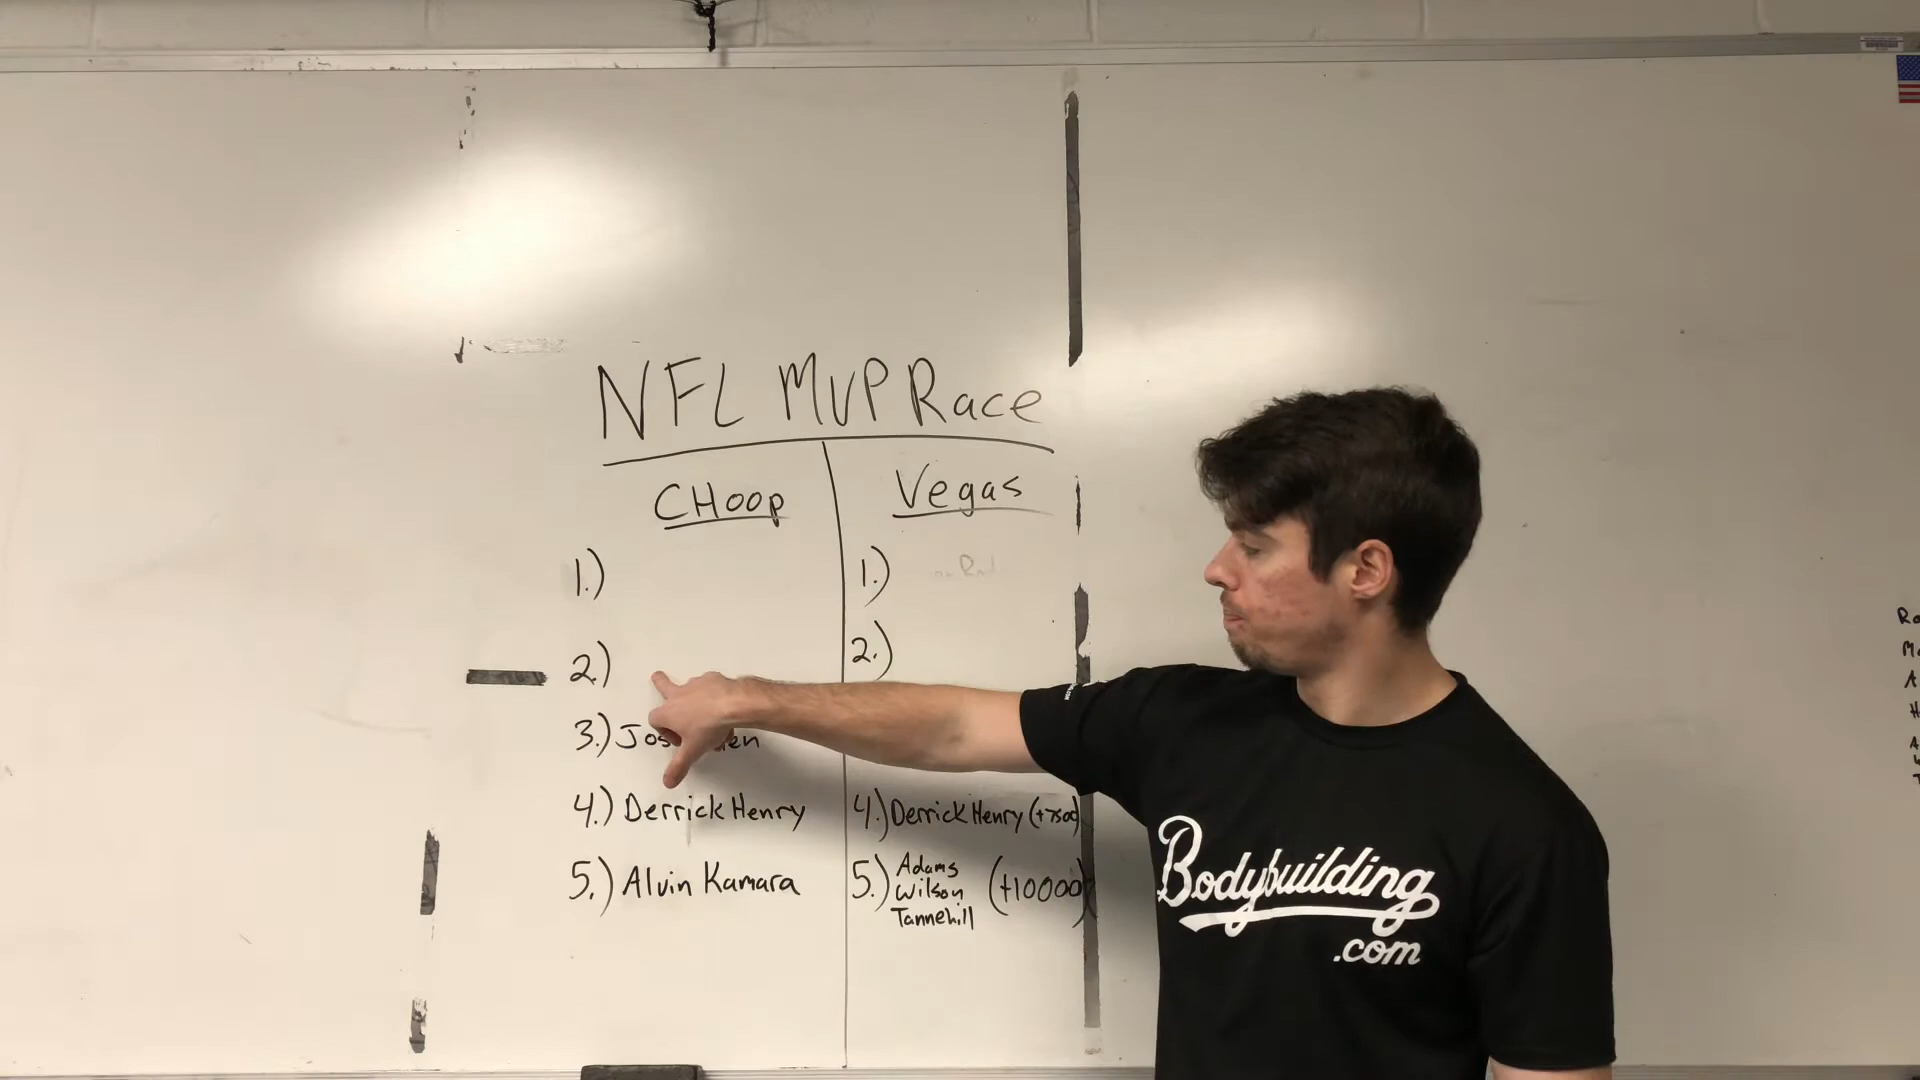 NFL MVP Race
CHoop
Vegas
1.)
1.)
2.)
2.)
3.)
4.) Derrick Henry
4.) Derrick Henry (+7500)
5.) Alvin Kamara
5.) Adams
Wilson (+10000)
Tannehill
Bodybuilding
.com